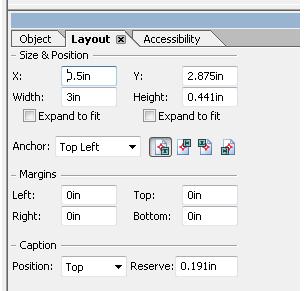 Object Layout Accessibility
Size & Position
X: 0.5in Y: 2.875in
Width: 3in Height: 0.441in
Expand to fit Expand to fit
Anchor: Top Left
Margins
Left: 0in Top: 0in
Right: 0in Bottom: 0in
Caption
Position: Top Reserve: 0.191in